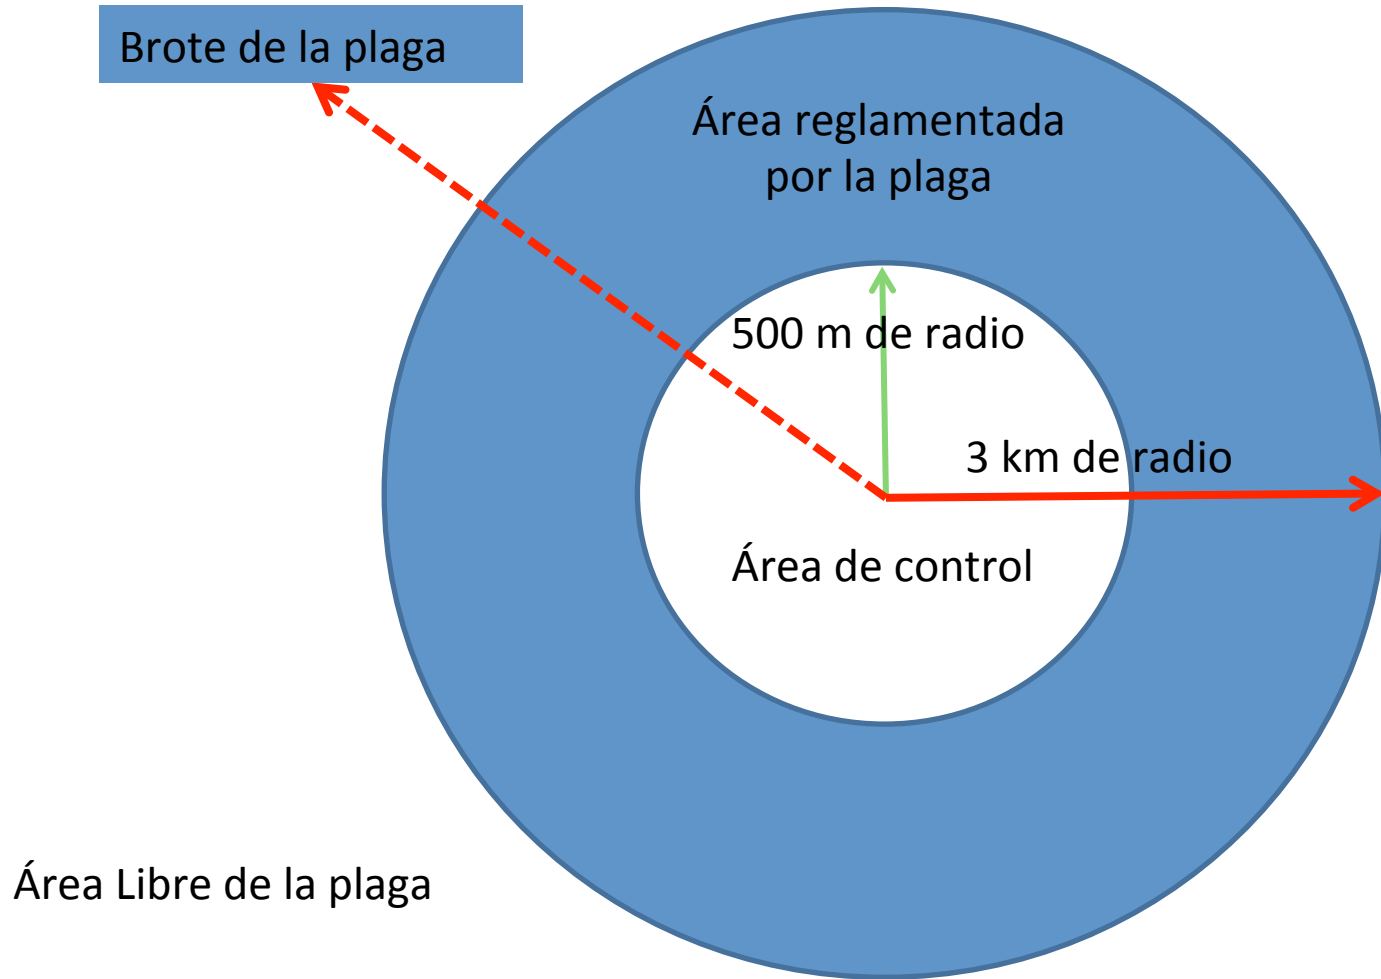 Brote de la plaga
Área reglamentada
por la plaga
500 m de radio
3 km de radio
Área de control
Área Libre de la plaga